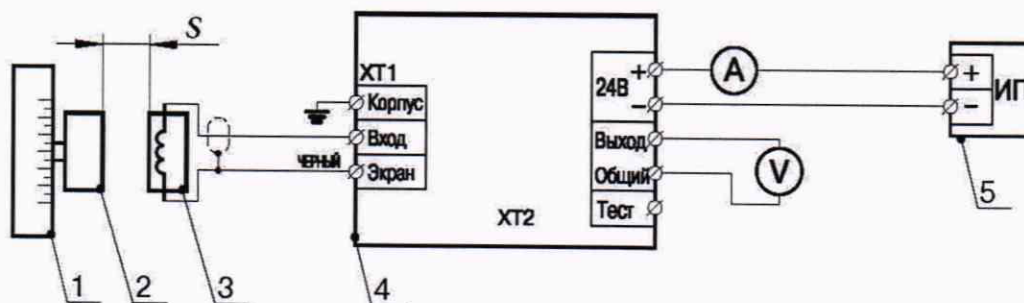 S
XT1
Корпус
Вход
ЧЕРНЫЙ
Экран
XT2
24В
+
−
Выход
Общий
Тест
A
V
+
−
ИП
1
2
3
4
5